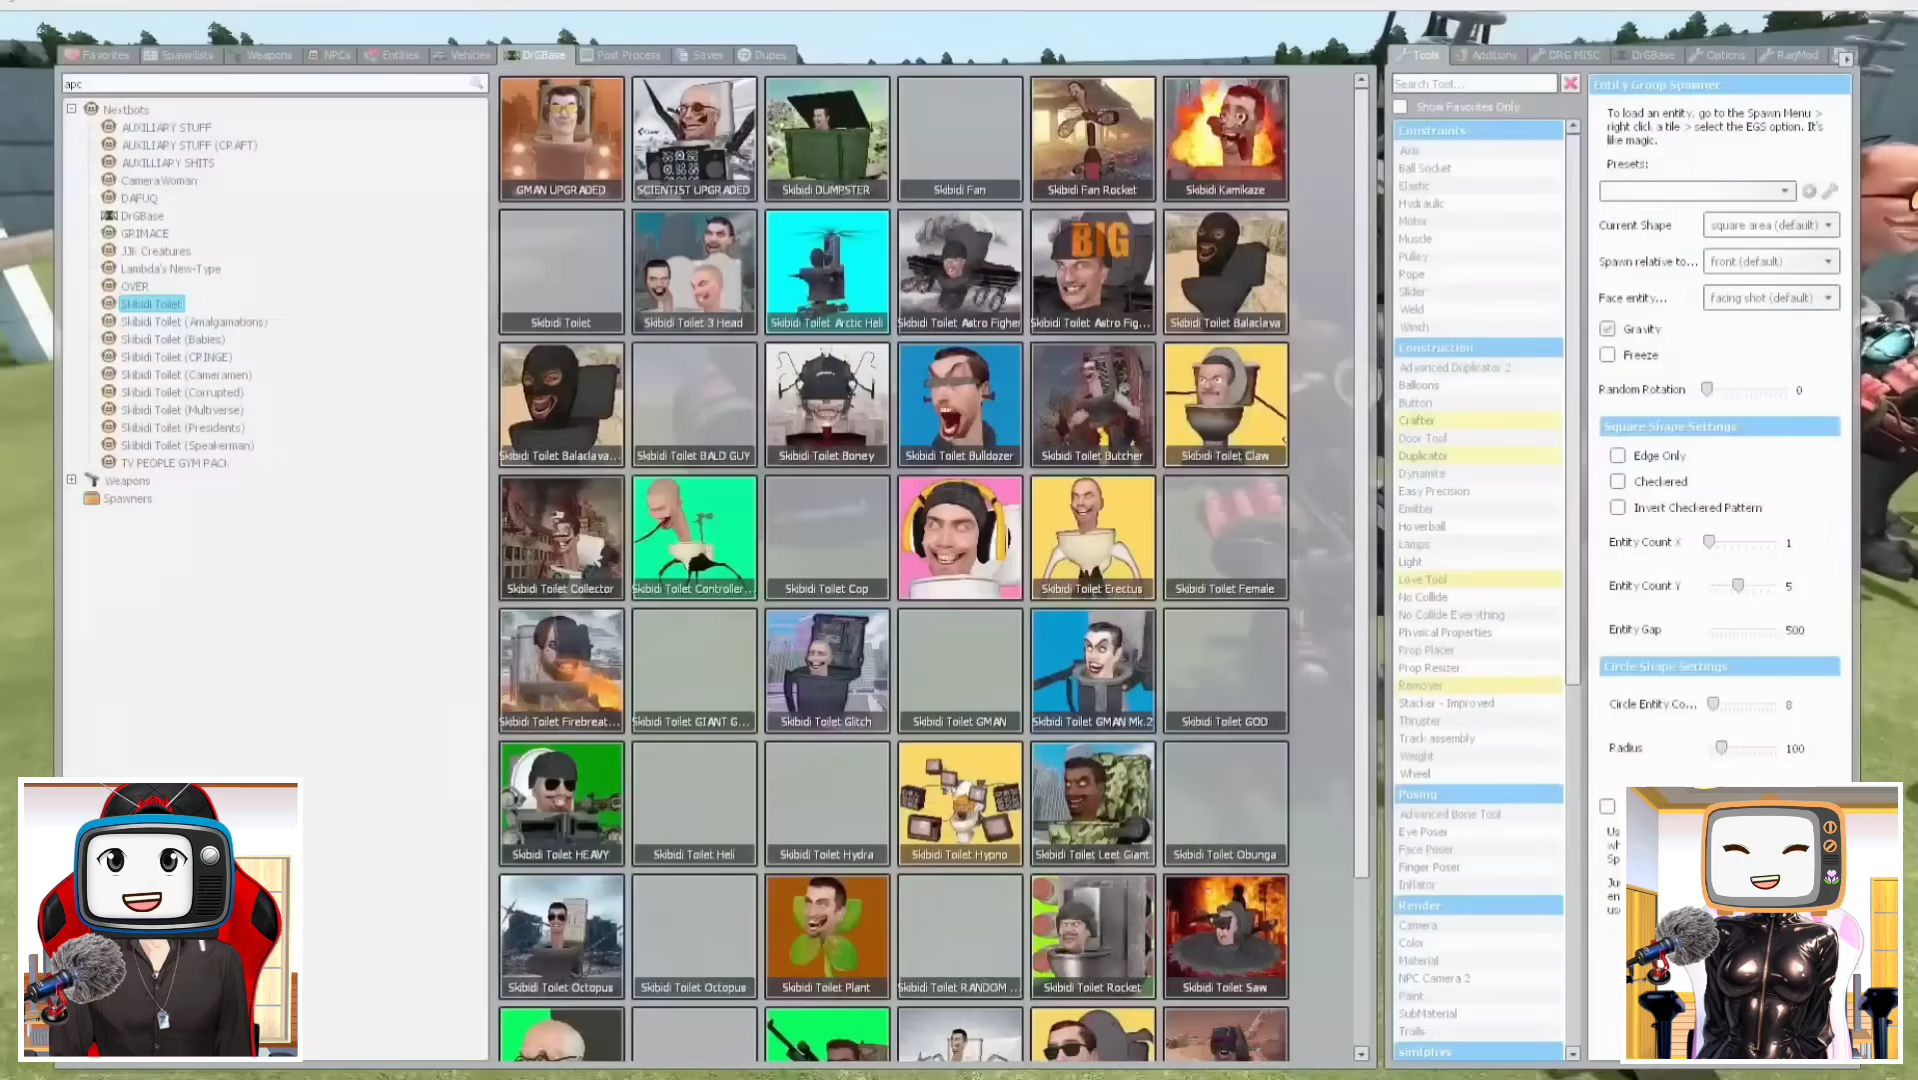 Favorites
Spawnlists
Weapons
NPCs
Entities
Vehicles
DrGBase
Post Process
Saves
Dupes
apc
Nextbots
AUXILIARY STUFF
AUXILIARY STUFF (CRAFT)
AUXILLIARY SHITS
Camera Woman
DAFUQ
DrGBase
GRIMACE
JJK Creatures
Lambda's New-Type
OVER
Skibidi Toilet
Skibidi Toilet (Amalgamations)
Skibidi Toilet (Babies)
Skibidi Toilet (CRINGE)
Skibidi Toilet (Cameramen)
Skibidi Toilet (Corrupted)
Skibidi Toilet (Multiverse)
Skibidi Toilet (Presidents)
Skibidi Toilet (Speakerman)
TV PEOPLE GYM PACK
Weapons
Spawners
GMAN UPGRADED
SCIENTIST UPGRADED
Skibidi DUMPSTER
Skibidi Fan
Skibidi Fan Rocket
Skibidi Kamikaze
Skibidi Toilet
Skibidi Toilet 3 Head
Skibidi Toilet Arctic Heli
Skibidi Toilet Astro Figher
BIG
Skibidi Toilet Astro Fig...
Skibidi Toilet Balaclava
Skibidi Toilet Balaclava...
Skibidi Toilet BALD GUY
Skibidi Toilet Boney
Skibidi Toilet Bulldozer
Skibidi Toilet Butcher
Skibidi Toilet Claw
Skibidi Toilet Collector
Skibidi Toilet Controller...
Skibidi Toilet Cop
Skibidi Toilet Erectus
Skibidi Toilet Female
Skibidi Toilet Firebreat...
Skibidi Toilet GIANT G...
Skibidi Toilet Glitch
Skibidi Toilet GMAN
Skibidi Toilet GMAN Mk.2
Skibidi Toilet GOD
Skibidi Toilet HEAVY
Skibidi Toilet Heli
Skibidi Toilet Hydra
Skibidi Toilet Hypno
Skibidi Toilet Leet Giant
Skibidi Toilet Obunga
Skibidi Toilet Octopus
Skibidi Toilet Octopus
Skibidi Toilet Plant
Skibidi Toilet RANDOM ...
Skibidi Toilet Rocket
Skibidi Toilet Saw
Tools
Additions
DRG MISC
DrGBase
Options
RagMod
Search Tool...
Show Favorites Only
Constraints
Axis
Ball Socket
Elastic
Hydraulic
Motor
Muscle
Pulley
Rope
Slider
Weld
Winch
Construction
Advanced Duplicator 2
Balloons
Button
Crafter
Door Tool
Duplicator
Dynamite
Easy Precision
Emitter
Hoverball
Lamps
Light
Love Tool
No Collide
No Collide Everything
Physical Properties
Prop Placer
Prop Resizer
Remover
Stacker - Improved
Thruster
Track assembly
Weight
Wheel
Posing
Advanced Bone Tool
Eye Poser
Face Poser
Finger Poser
Inflator
Render
Camera
Color
Material
NPC Camera 2
Paint
SubMaterial
Trails
simfphys
Entity Group Spawner
To load an entity, go to the Spawn Menu >
right click a tile > select the EGS option. It's
like magic.
Presets:
Current Shape
square area (default)
Spawn relative to...
front (default)
Face entity...
facing shot (default)
Gravity
Freeze
Random Rotation
0
Square Shape Settings
Edge Only
Checkered
Invert Checkered Pattern
Entity Count X
1
Entity Count Y
5
Entity Gap
500
Circle Shape Settings
Circle Entity Co...
8
Radius
100
Us
wh
Sp
Ju
en
us